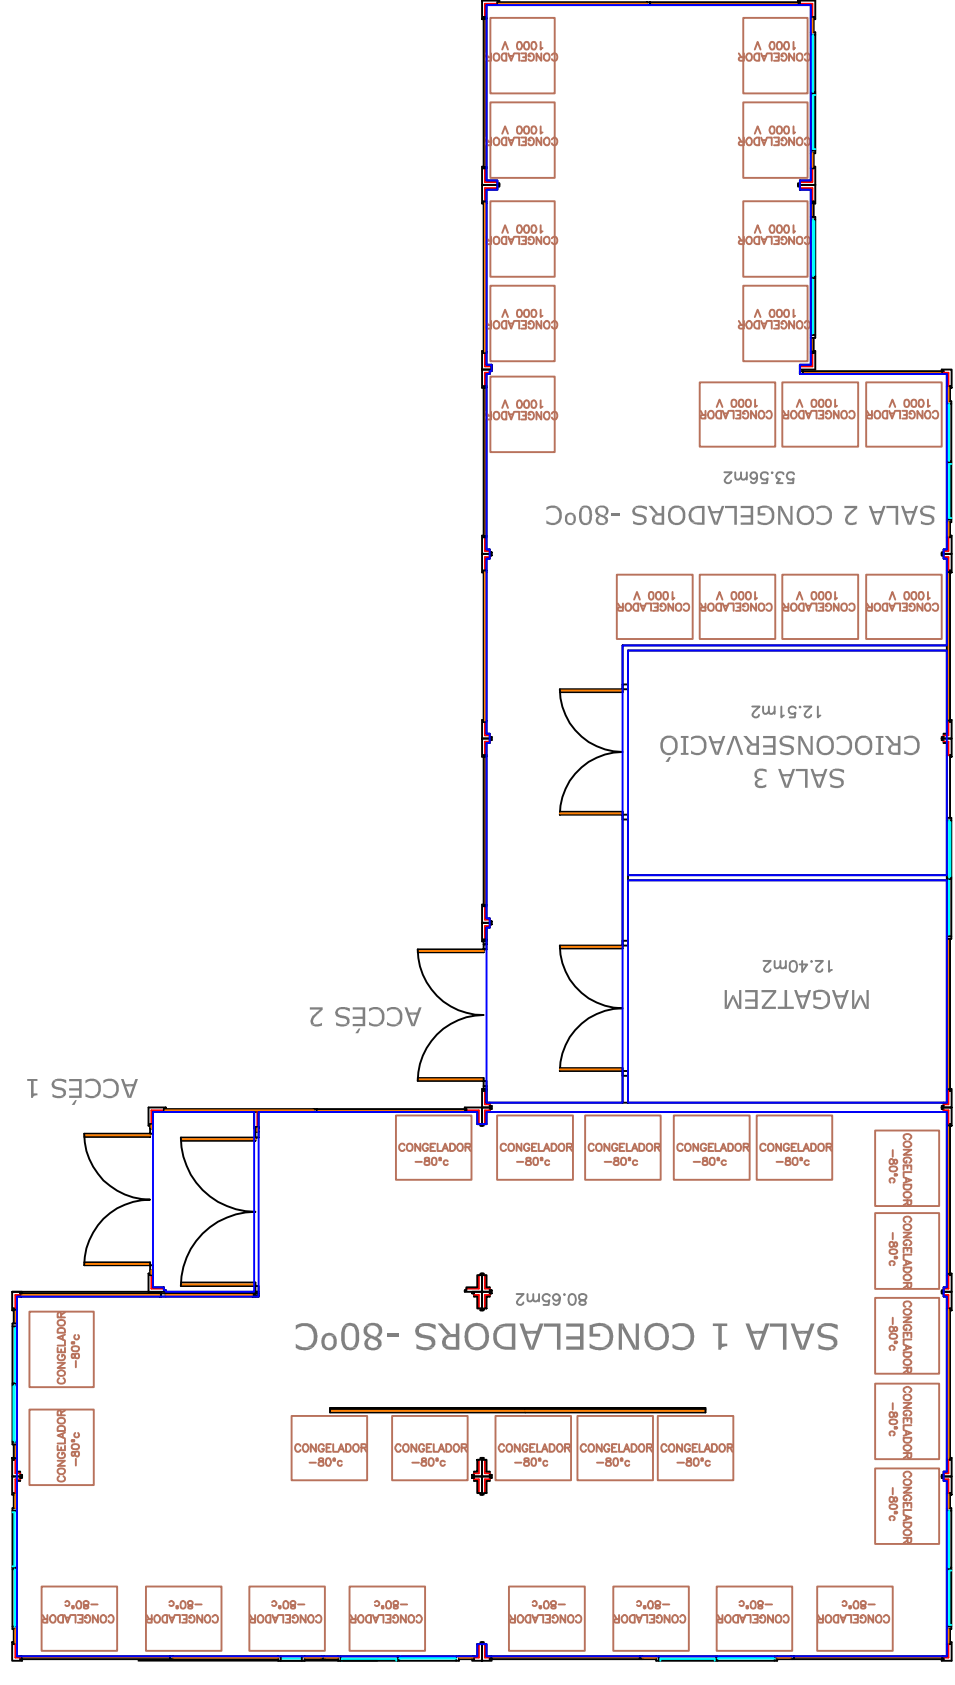 CONGELADOR
1000 V
CONGELADOR
1000 V
CONGELADOR
1000 V
CONGELADOR
1000 V
CONGELADOR
1000 V
CONGELADOR
1000 V
CONGELADOR
1000 V
CONGELADOR
1000 V
CONGELADOR
1000 V
CONGELADOR
1000 V
CONGELADOR
1000 V
CONGELADOR
1000 V
SALA 2 CONGELADORS -80ºC
53.56m2
CONGELADOR
1000 V
CONGELADOR
1000 V
CONGELADOR
1000 V
CONGELADOR
1000 V
SALA 3
CRIOCONSERVACIÓ
12.51m2
MAGATZEM
12.40m2
ACCÉS 2
ACCÉS 1
CONGELADOR
-80°c
CONGELADOR
-80°c
CONGELADOR
-80°c
CONGELADOR
-80°c
CONGELADOR
-80°c
CONGELADOR
-80°c
CONGELADOR
-80°c
CONGELADOR
-80°c
CONGELADOR
-80°c
CONGELADOR
-80°c
SALA 1 CONGELADORS -80ºC
80.65m2
CONGELADOR
-80°c
CONGELADOR
-80°c
CONGELADOR
-80°c
CONGELADOR
-80°c
CONGELADOR
-80°c
CONGELADOR
-80°c
CONGELADOR
-80°c
CONGELADOR
-80°c
CONGELADOR
-80°c
CONGELADOR
-80°c
CONGELADOR
-80°c
CONGELADOR
-80°c
CONGELADOR
-80°c
CONGELADOR
-80°c
CONGELADOR
-80°c